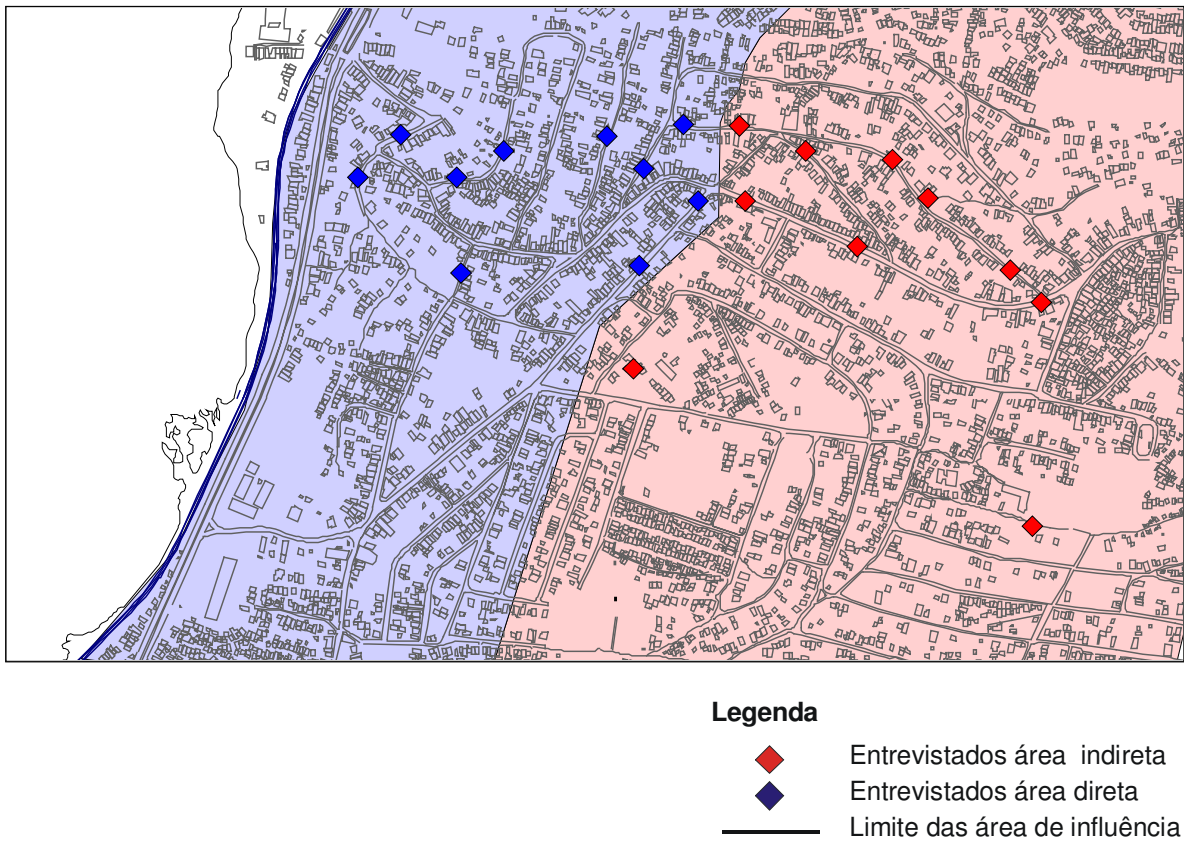 Legenda
Entrevistados área indireta
Entrevistados área direta
Limite das área de influência